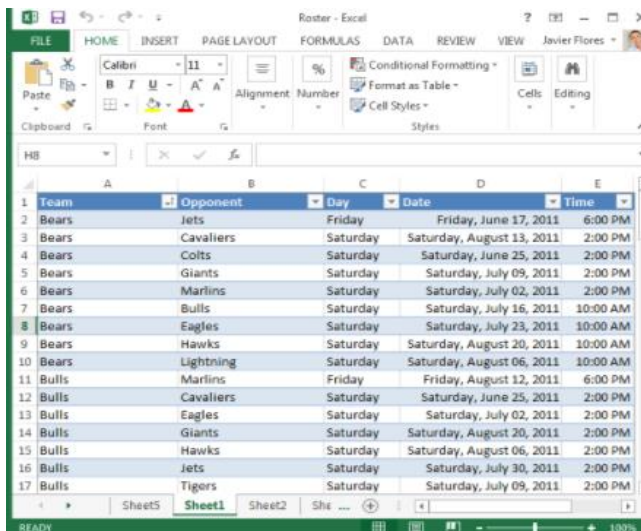 Roster - Excel
FILE HOME INSERT PAGE LAYOUT FORMULAS DATA REVIEW VIEW Javier Flores
Calibri 11 % Conditional Formatting
Paste B I U A A Alignment Number Format as Table Cells Editing
A Cell Styles
Clipboard Font Styles
H8 fx
A B C D E
1 Team Opponent Day Date Time
2 Bears Jets Friday Friday, June 17, 2011 6:00 PM
3 Bears Cavaliers Saturday Saturday, August 13, 2011 2:00 PM
4 Bears Colts Saturday Saturday, June 25, 2011 2:00 PM
5 Bears Giants Saturday Saturday, July 09, 2011 2:00 PM
6 Bears Marlins Saturday Saturday, July 02, 2011 2:00 PM
7 Bears Bulls Saturday Saturday, July 16, 2011 10:00 AM
8 Bears Eagles Saturday Saturday, July 23, 2011 10:00 AM
9 Bears Hawks Saturday Saturday, August 20, 2011 10:00 AM
10 Bears Lightning Saturday Saturday, August 06, 2011 10:00 AM
11 Bulls Marlins Friday Friday, August 12, 2011 6:00 PM
12 Bulls Cavaliers Saturday Saturday, June 25, 2011 2:00 PM
13 Bulls Eagles Saturday Saturday, July 02, 2011 2:00 PM
14 Bulls Giants Saturday Saturday, August 20, 2011 2:00 PM
15 Bulls Hawks Saturday Saturday, August 06, 2011 2:00 PM
16 Bulls Jets Saturday Saturday, July 30, 2011 2:00 PM
17 Bulls Tigers Saturday Saturday, July 09, 2011 2:00 PM
Sheet5 Sheet1 Sheet2 She ...
READY 100%